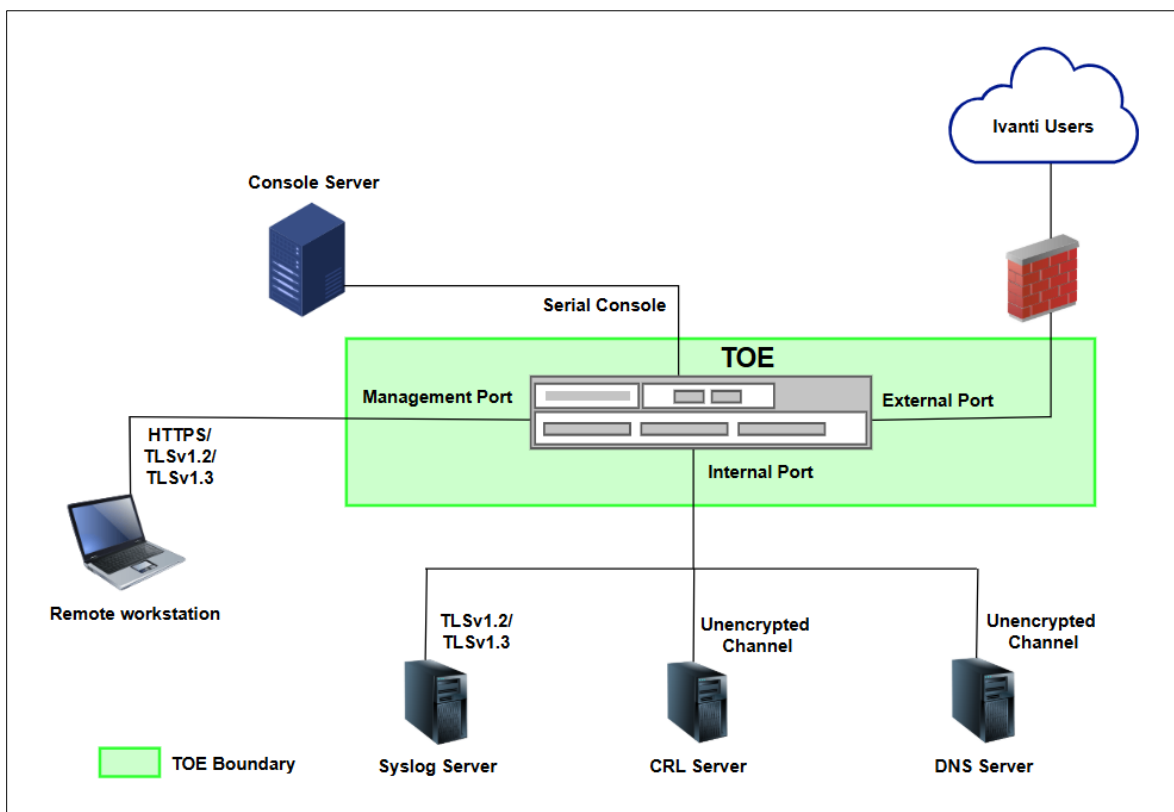 Ivanti Users
Console Server
Serial Console
TOE
Management Port
External Port
HTTPS/
TLSv1.2/
TLSv1.3
Internal Port
Remote workstation
TLSv1.2/
TLSv1.3
Unencrypted
Channel
Unencrypted
Channel
TOE Boundary
Syslog Server
CRL Server
DNS Server